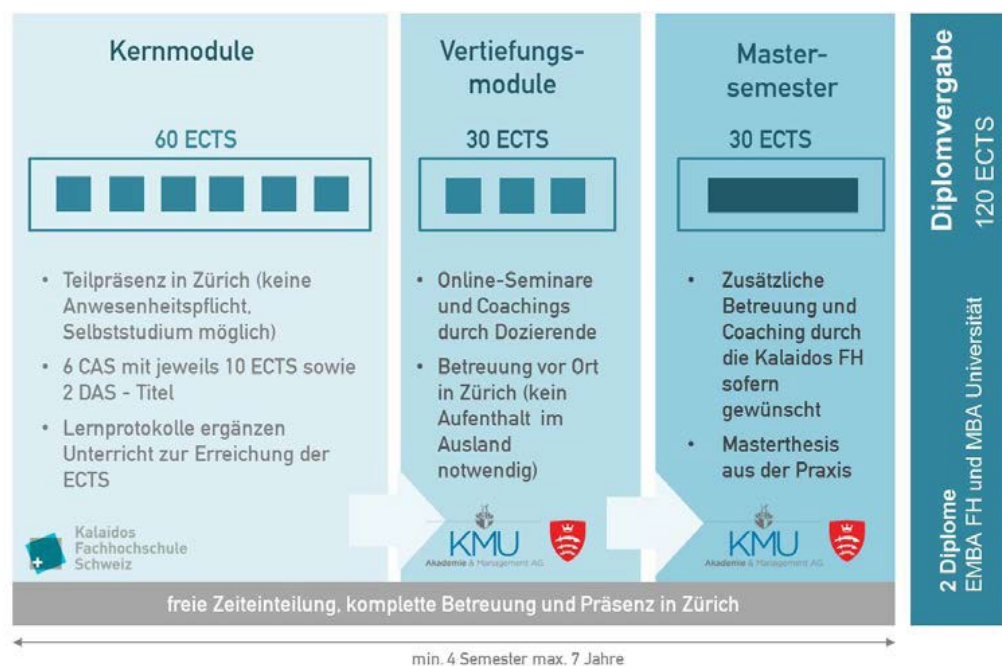 Kernmodule
60 ECTS
• Teilpräsenz in Zürich (keine
Anwesenheitspflicht,
Selbststudium möglich)
• 6 CAS mit jeweils 10 ECTS sowie
2 DAS - Titel
• Lernprotokolle ergänzen
Unterricht zur Erreichung der
ECTS
Kalaidos
Fachhochschule
Schweiz
Vertiefungs-
module
30 ECTS
• Online-Seminare
und Coachings
durch Dozierende
• Betreuung vor Ort
in Zürich (kein
Aufenthalt im
Ausland
notwendig)
KMU
Akademie & Management AG
Master-
semester
30 ECTS
• Zusätzliche
Betreuung und
Coaching durch
die Kalaidos FH
sofern
gewünscht
• Masterthesis
aus der Praxis
KMU
Akademie & Management AG
Diplomvergabe
120 ECTS
2 Diplome
EMBA FH und MBA Universität
freie Zeiteinteilung, komplette Betreuung und Präsenz in Zürich
min. 4 Semester max. 7 Jahre